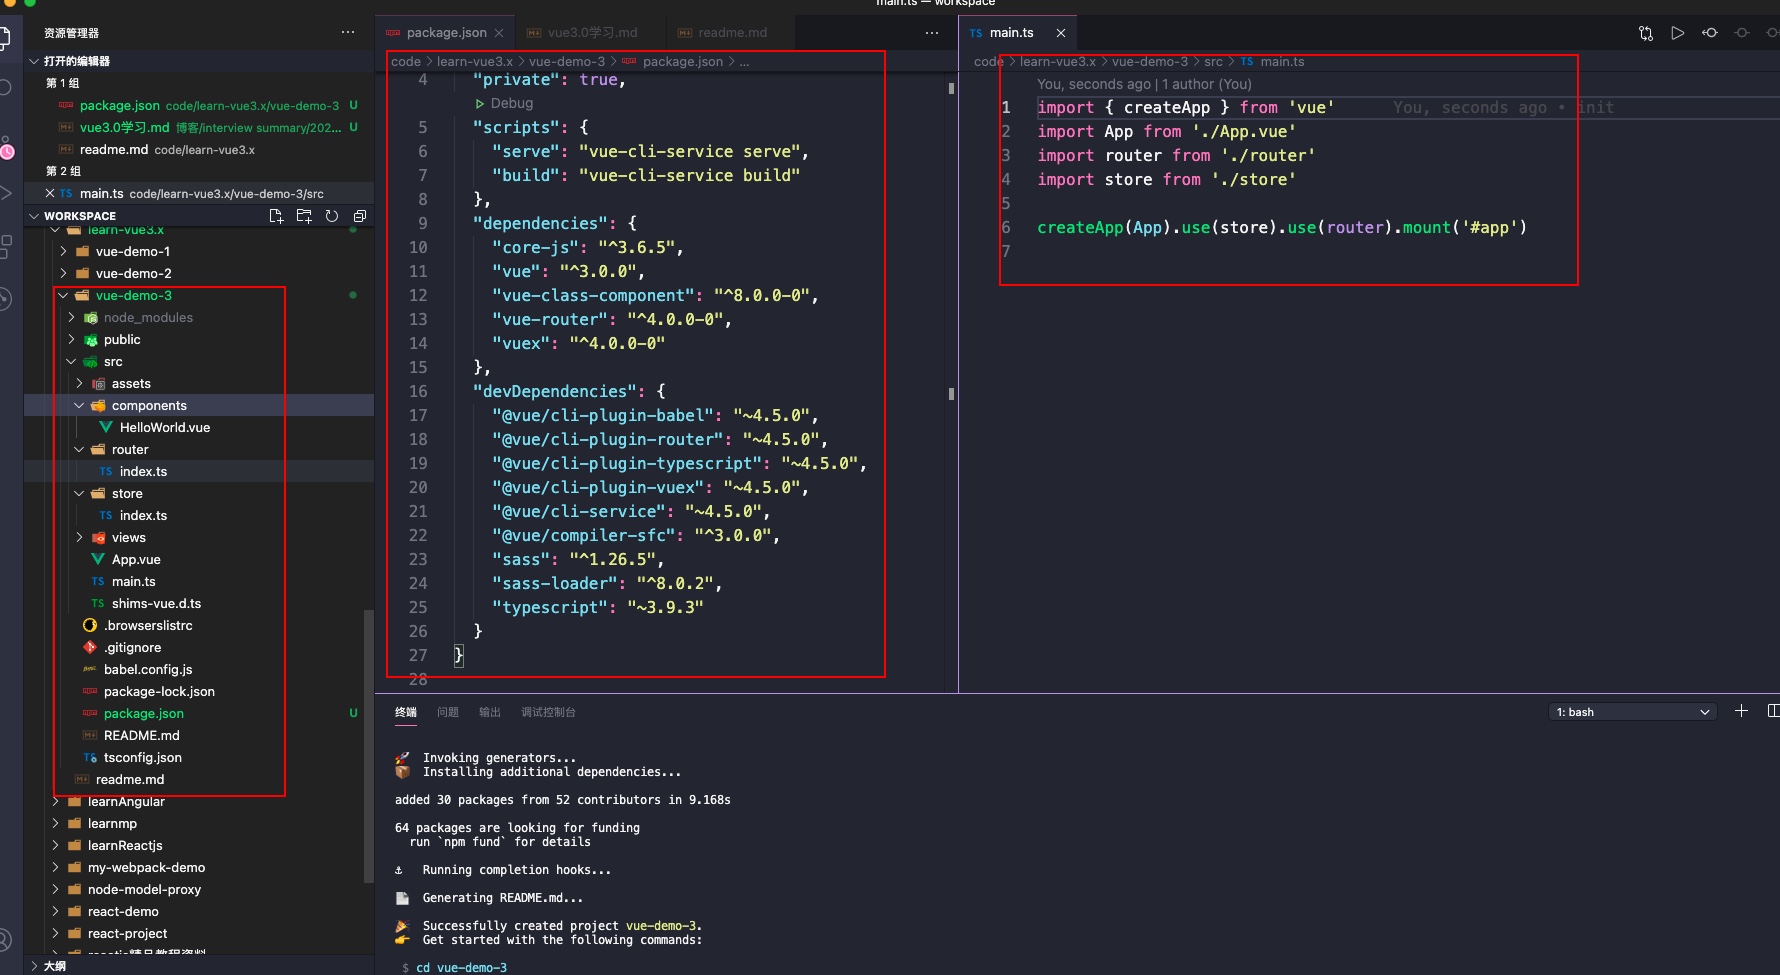 main.ts — workspace
资源管理器
打开的编辑器
第 1 组
package.json code/learn-vue3.x/vue-demo-3 U
vue3.0学习.md 博客/interview summary/202... U
readme.md code/learn-vue3.x
第 2 组
TS main.ts code/learn-vue3.x/vue-demo-3/src
WORKSPACE
learn-vue3.x
vue-demo-1
vue-demo-2
vue-demo-3
node_modules
public
src
assets
components
HelloWorld.vue
router
TS index.ts
store
TS index.ts
views
App.vue
TS main.ts
TS shims-vue.d.ts
.browserslistrc
.gitignore
babel.config.js
package-lock.json
package.json U
README.md
tsconfig.json
readme.md
learnAngular
learnmp
learnReactjs
my-webpack-demo
node-model-proxy
react-demo
react-project
大纲
package.json
vue3.0学习.md
readme.md
code > learn-vue3.x > vue-demo-3 > package.json > ...
4 "private": true,
Debug
5 "scripts": {
6 "serve": "vue-cli-service serve",
7 "build": "vue-cli-service build"
8 },
9 "dependencies": {
10 "core-js": "^3.6.5",
11 "vue": "^3.0.0",
12 "vue-class-component": "^8.0.0-0",
13 "vue-router": "^4.0.0-0",
14 "vuex": "^4.0.0-0"
15 },
16 "devDependencies": {
17 "@vue/cli-plugin-babel": "~4.5.0",
18 "@vue/cli-plugin-router": "~4.5.0",
19 "@vue/cli-plugin-typescript": "~4.5.0",
20 "@vue/cli-plugin-vuex": "~4.5.0",
21 "@vue/cli-service": "~4.5.0",
22 "@vue/compiler-sfc": "^3.0.0",
23 "sass": "^1.26.5",
24 "sass-loader": "^8.0.2",
25 "typescript": "~3.9.3"
26 }
27 }
28
TS main.ts
code > learn-vue3.x > vue-demo-3 > src > TS main.ts
You, seconds ago | 1 author (You)
1 import { createApp } from 'vue' You, seconds ago • init
2 import App from './App.vue'
3 import router from './router'
4 import store from './store'
5
6 createApp(App).use(store).use(router).mount('#app')
7
终端 问题 输出 调试控制台
1: bash
Invoking generators...
Installing additional dependencies...
added 30 packages from 52 contributors in 9.168s
64 packages are looking for funding
run `npm fund` for details
Running completion hooks...
Generating README.md...
Successfully created project vue-demo-3.
Get started with the following commands:
$ cd vue-demo-3